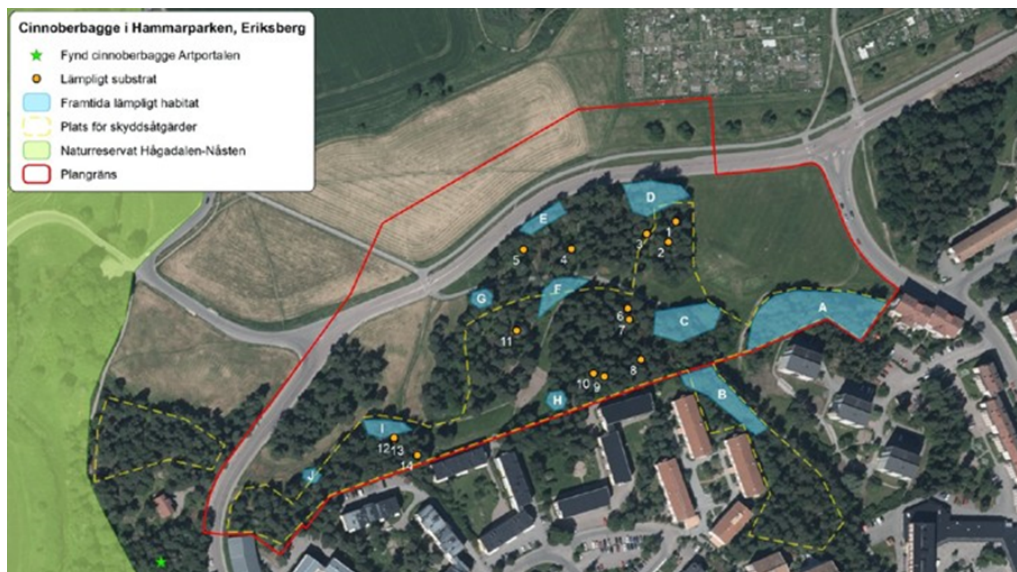 Cinnoberbagge i Hammarparken, Eriksberg
Fynd cinnoberbagge Artportalen
Lämpligt substrat
Framtida lämpligt habitat
Plats för skyddsåtgärder
Naturreservat Hågadalen-Nåsten
Plangräns
D
1
E
3
2
5
4
G
F
6
A
C
7
11
8
10
9
B
H
I
12
13
14
J